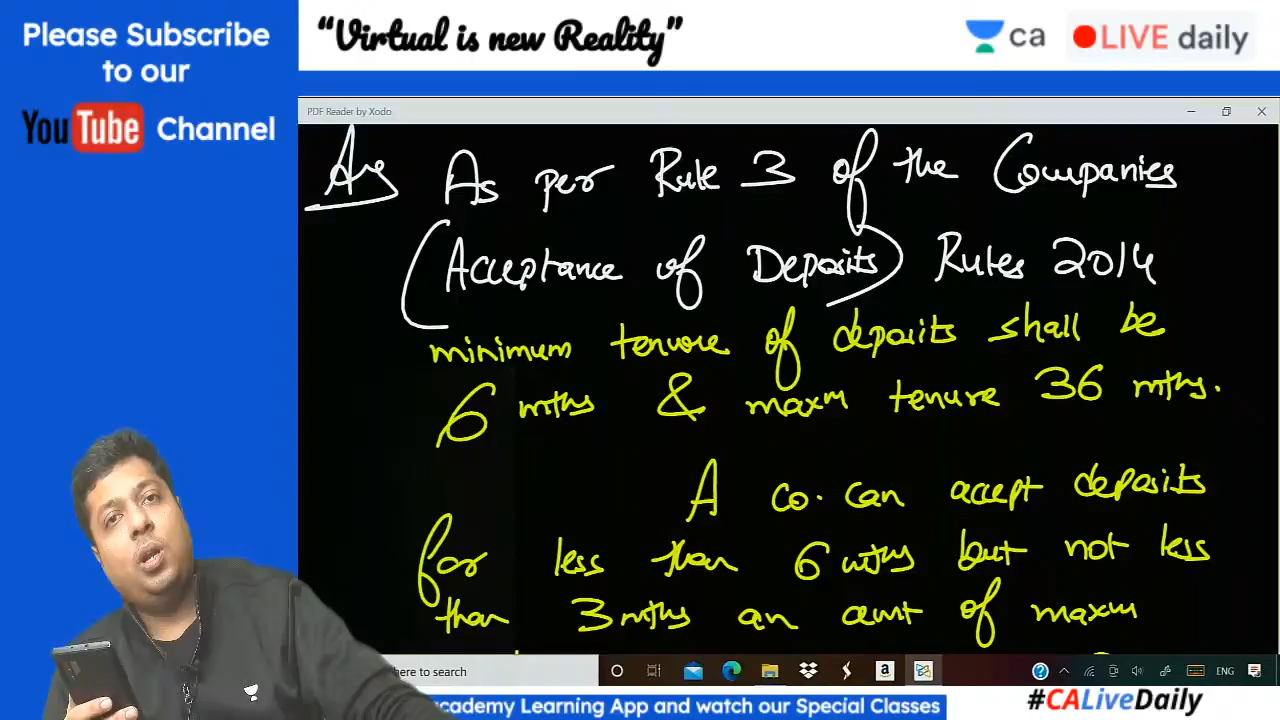 Please Subscribe
to our
YouTube Channel
“Virtual is new Reality”
ca
LIVE daily
PDF Reader by Xodo
Ans As per Rule 3 of the Companies
(Acceptance of Deposits) Rules 2014
minimum tenure of deposits shall be
6 mths & maxm tenure 36 mths.
A co. can accept deposits
for less than 6 mths but not less
than 3 mths an amt of maxm
here to search
ENG
academy Learning App and watch our Special Classes
#CALiveDaily